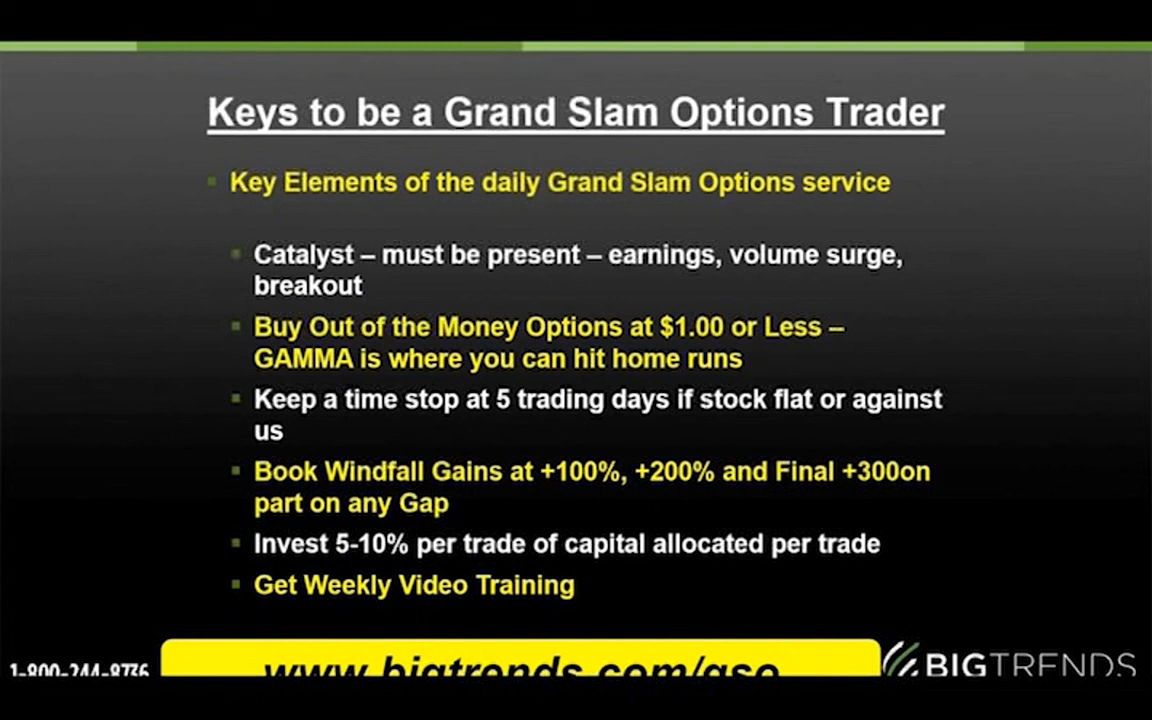 Keys to be a Grand Slam Options Trader
Key Elements of the daily Grand Slam Options service
Catalyst – must be present – earnings, volume surge,
breakout
Buy Out of the Money Options at $1.00 or Less –
GAMMA is where you can hit home runs
Keep a time stop at 5 trading days if stock flat or against
us
Book Windfall Gains at +100%, +200% and Final +300on
part on any Gap
Invest 5-10% per trade of capital allocated per trade
Get Weekly Video Training
1-800-244-8736
www.bigtrends.com/gso
BIGTRENDS